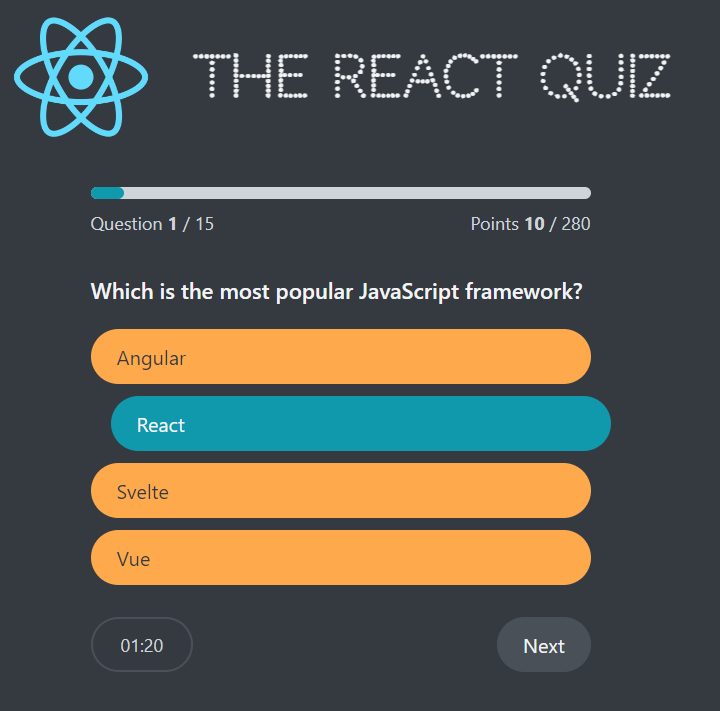 THE REACT QUIZ
Question 1 / 15
Points 10 / 280
Which is the most popular JavaScript framework?
Angular
React
Svelte
Vue
01:20
Next